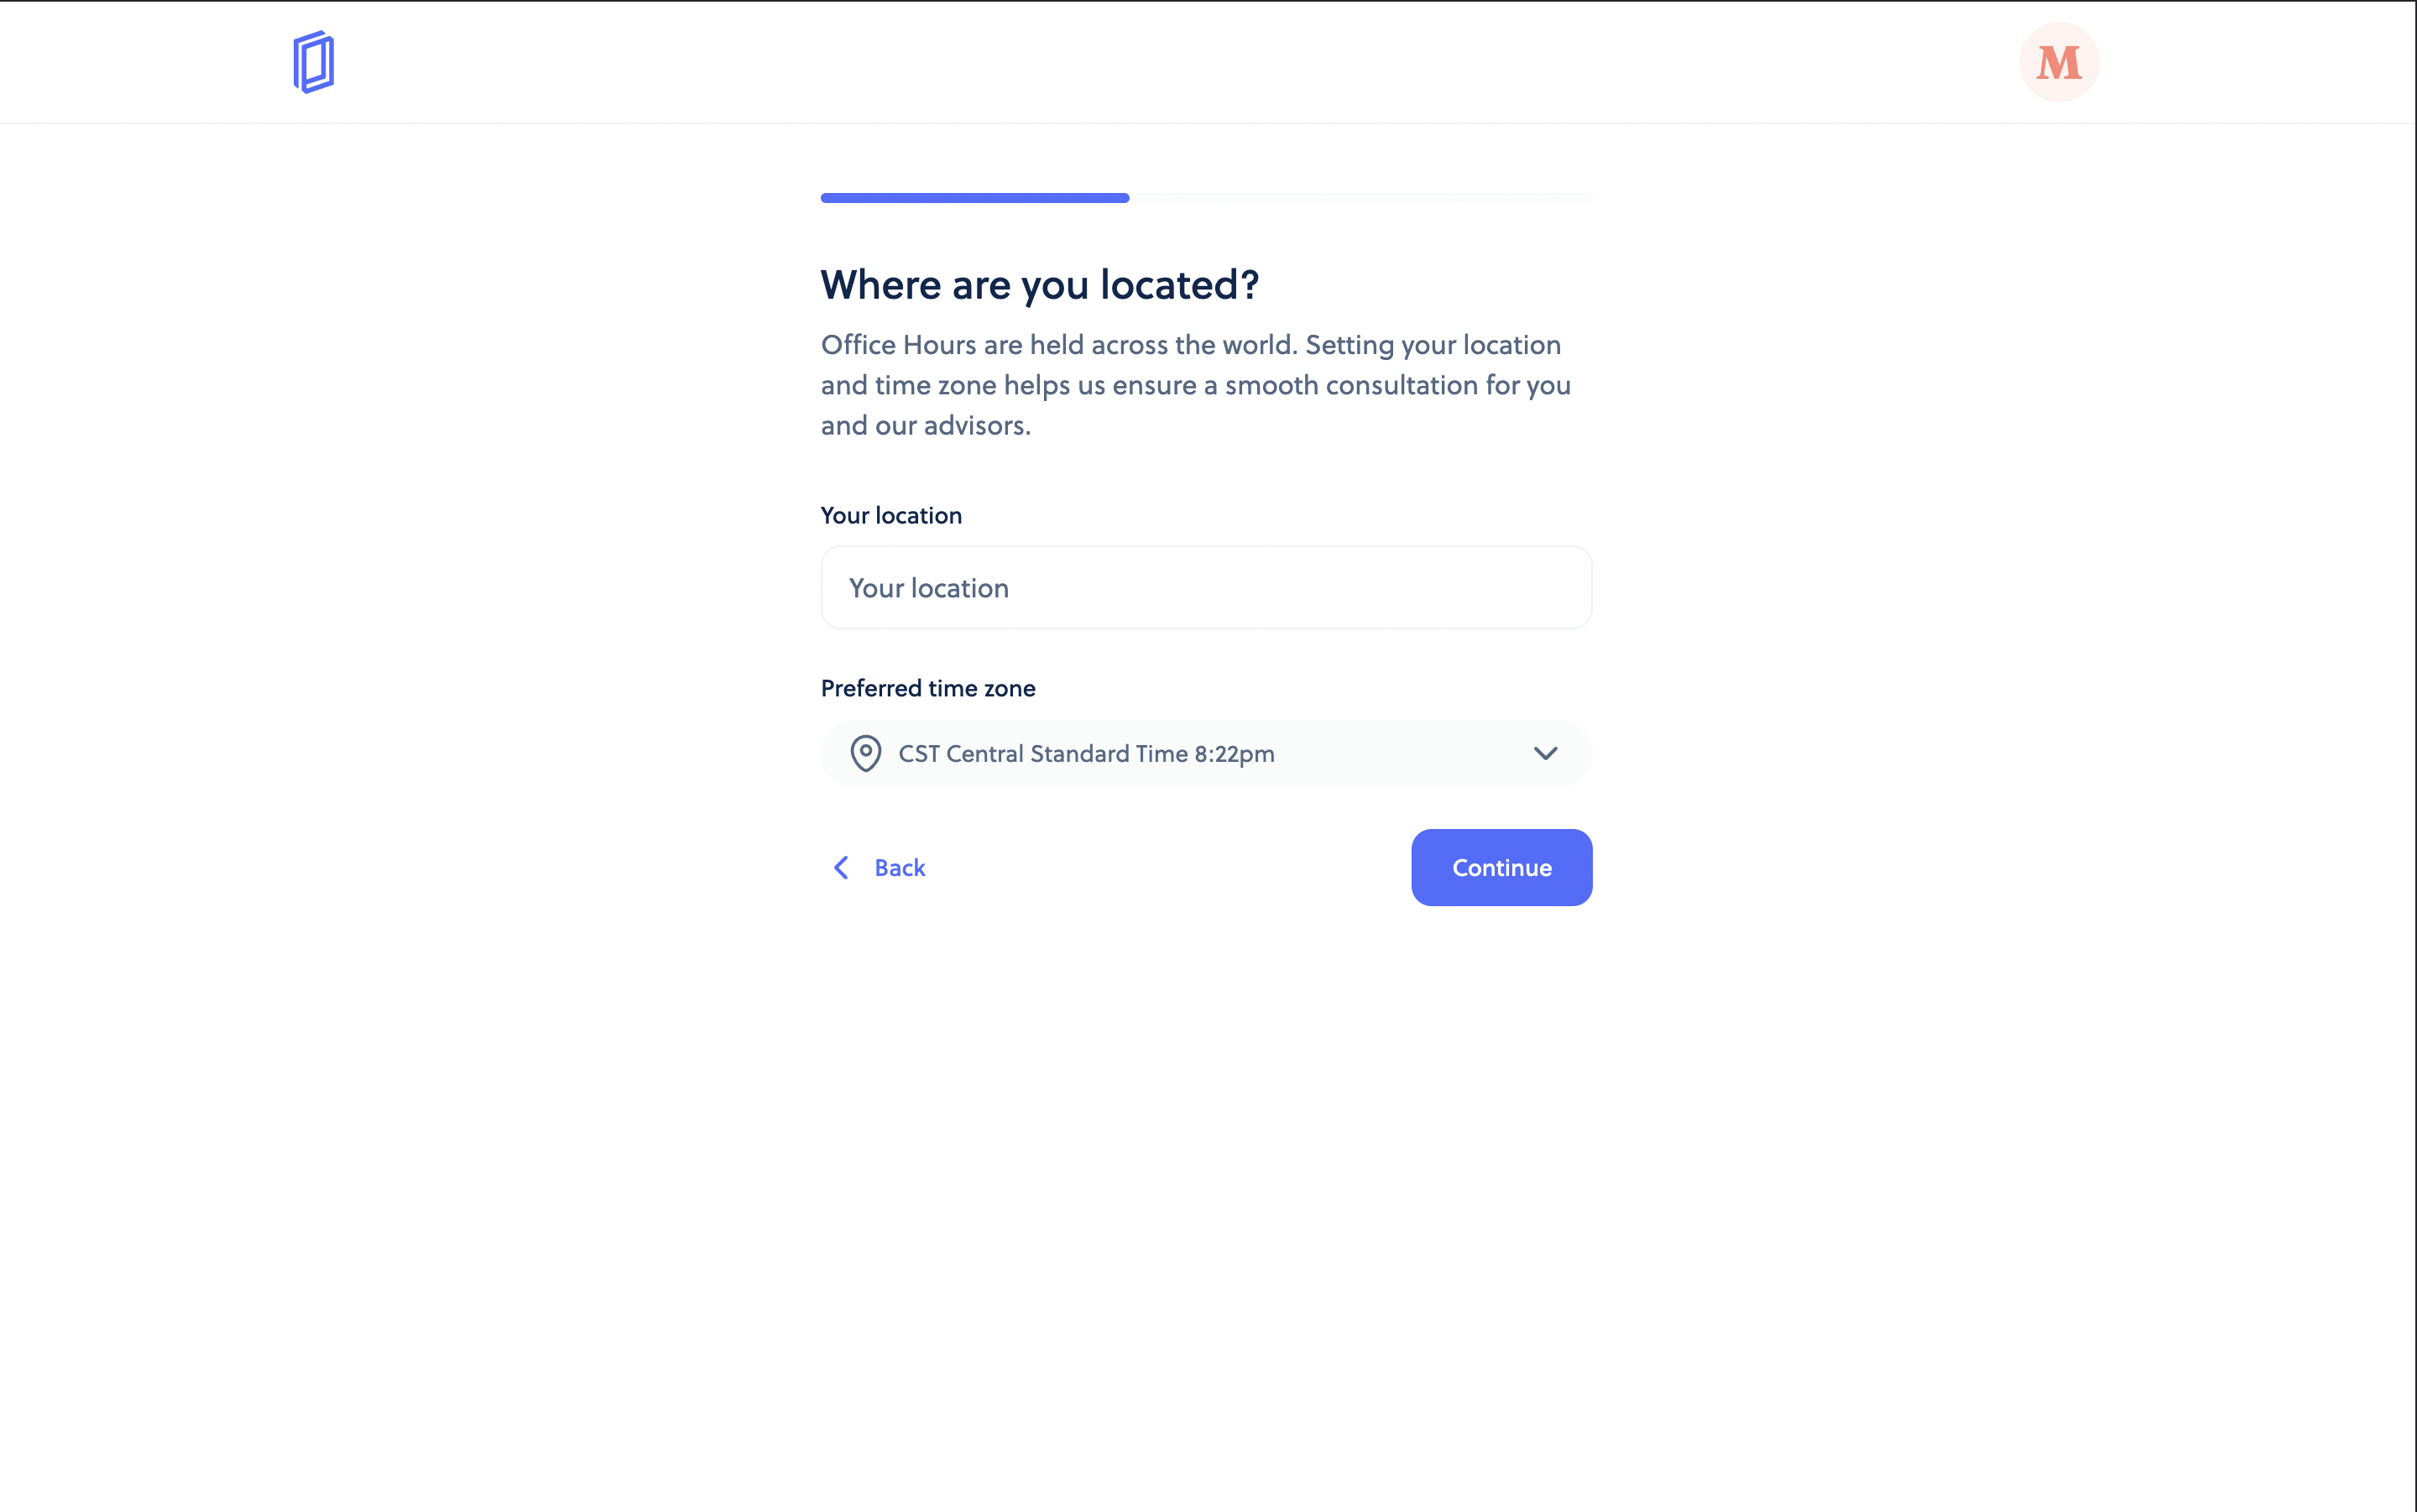 M
Where are you located?
Office Hours are held across the world. Setting your location
and time zone helps us ensure a smooth consultation for you
and our advisors.
Your location
Your location
Preferred time zone
CST Central Standard Time 8:22pm
Back
Continue